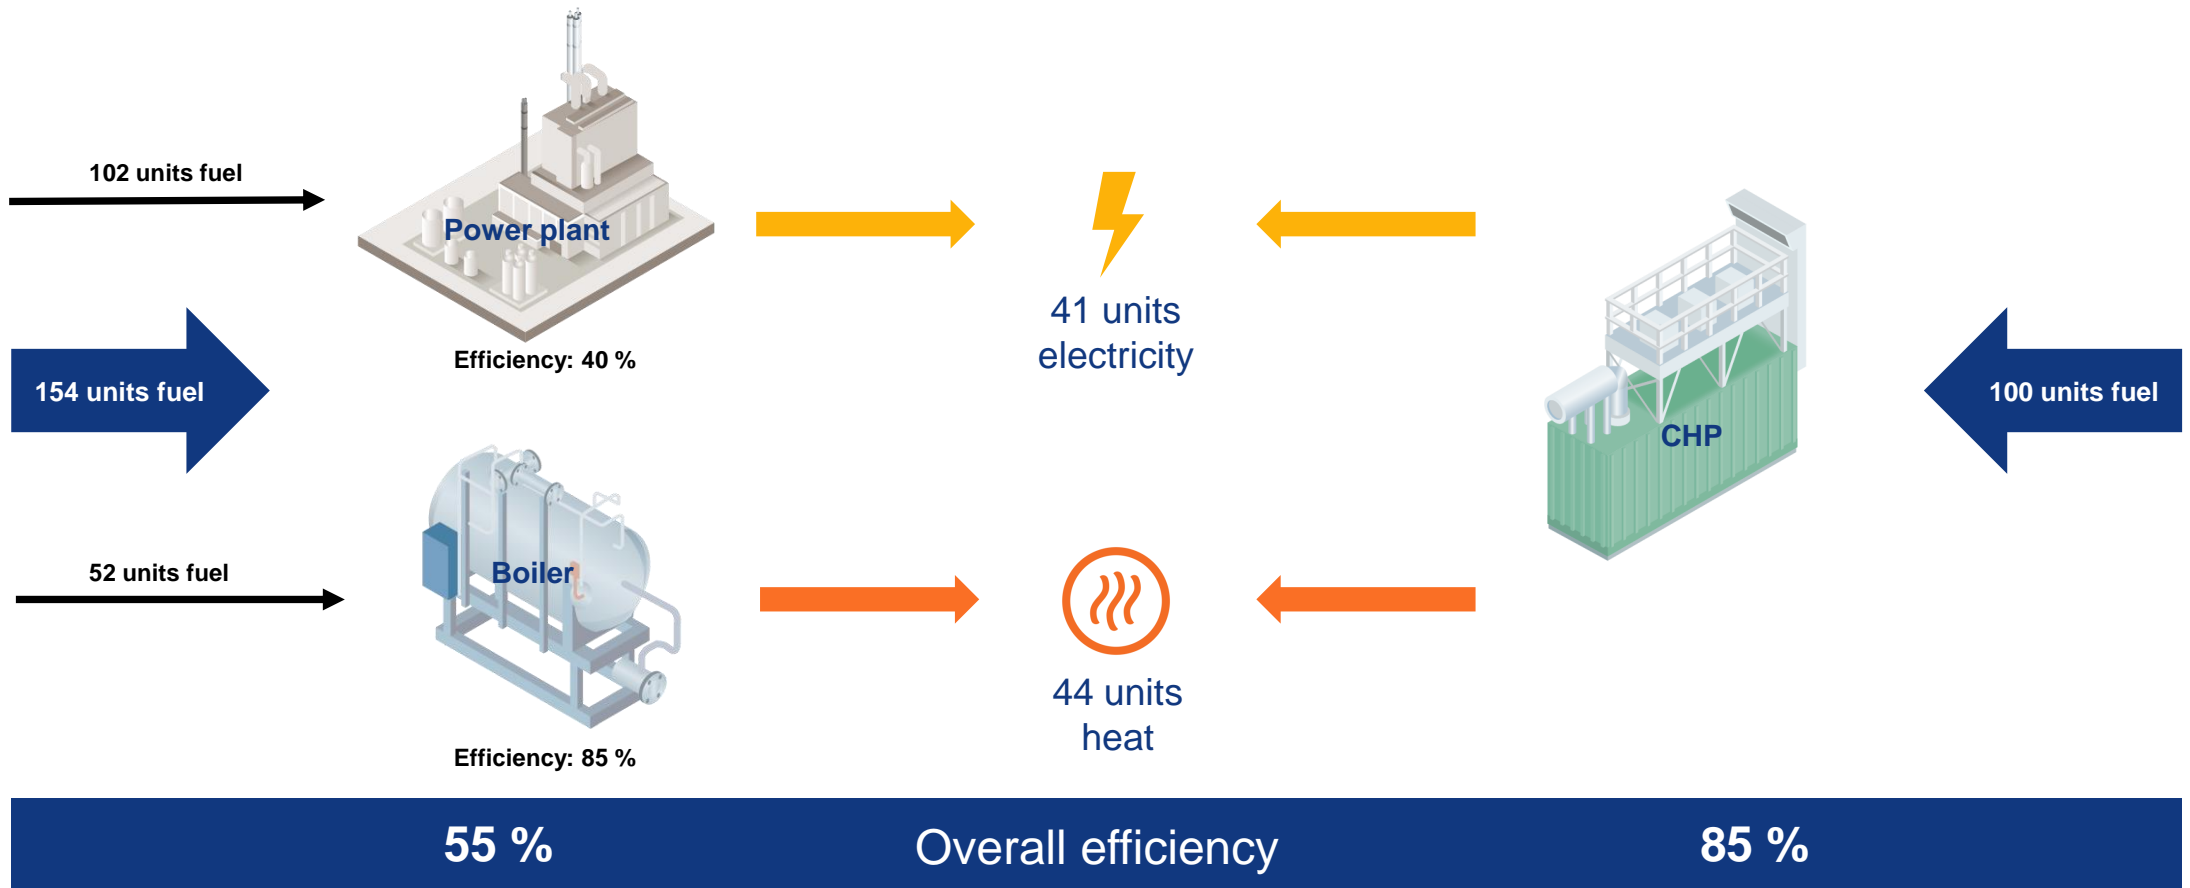 102 units fuel
Power plant
Efficiency: 40 %
154 units fuel
52 units fuel
Boiler
Efficiency: 85 %
41 units
electricity
44 units
heat
CHP
100 units fuel
55 %
Overall efficiency
85 %